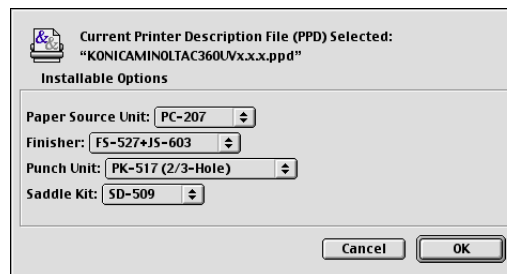 Current Printer Description File (PPD) Selected:
“KONICAMINOLTAC360UVx.x.x.ppd”
Installable Options
Paper Source Unit: PC-207
Finisher: FS-527+JS-603
Punch Unit: PK-517 (2/3-Hole)
Saddle Kit: SD-509
Cancel
OK